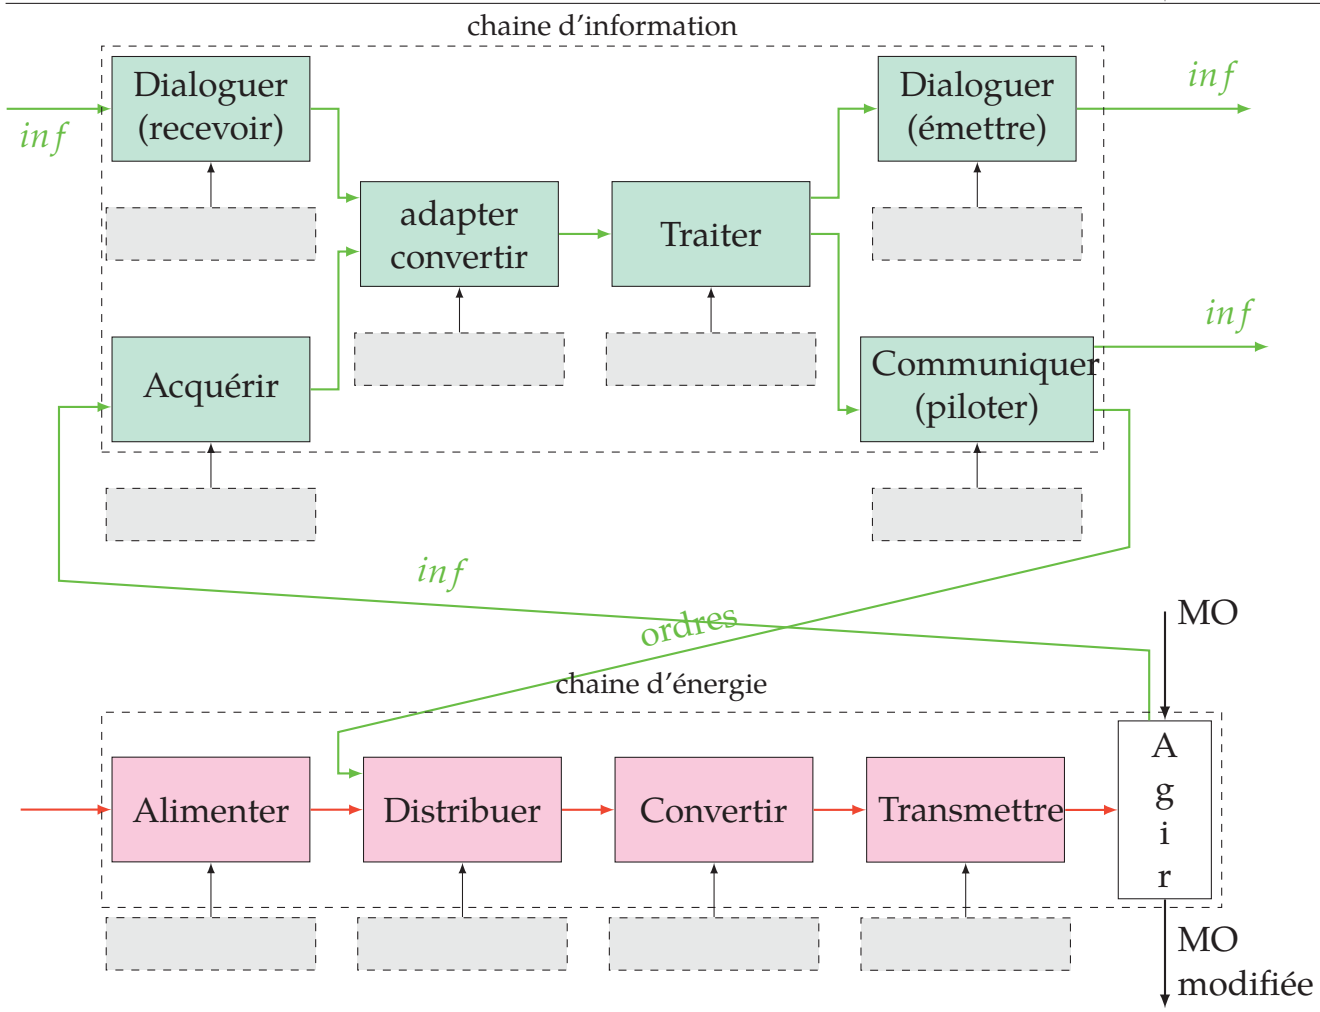 chaine d'information
Dialouer
(recevoir)
inf
Dialoguer
(émettre)
inf
adapter
convertir
Traiter
Acquérir
Communiquer
(piloter)
inf
inf
ordres
MO
chaine d'énergie
Alimenter
Distribuer
Convertir
Transmettre
A
g
i
r
MO
modifiée